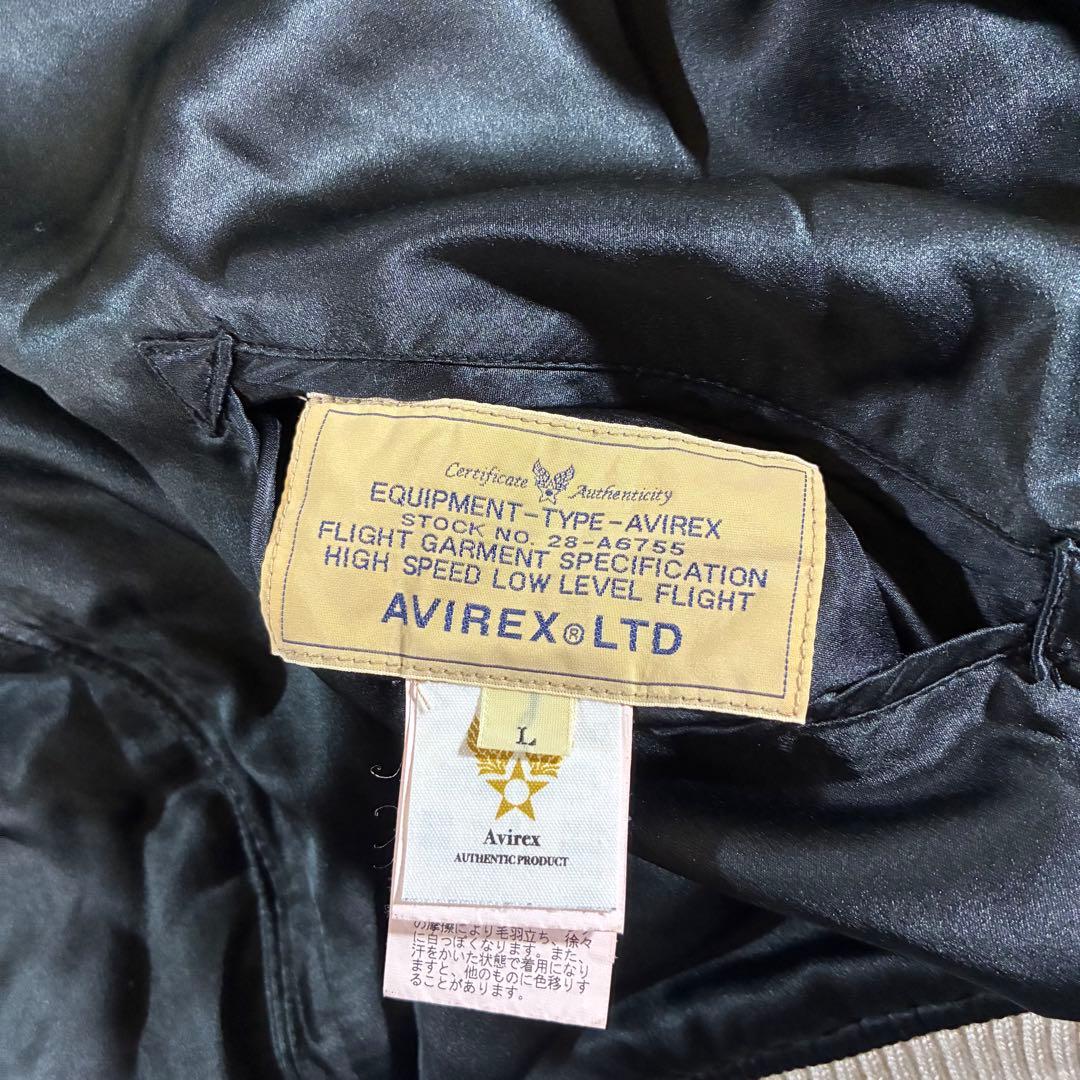 Certificate Authenticity
EQUIPMENT-TYPE-AVIREX
STOCK NO. 28-A6755
FLIGHT GARMENT SPECIFICATION
HIGH SPEED LOW LEVEL FLIGHT
AVIREX®LTD
L
Avirex
AUTHENTIC PRODUCT
の摩擦により毛羽立ち、徐々
に白っぽくなります。また、
汗をかいた状態で着用になり
ますと、他のものに色移りす
ることがあります。